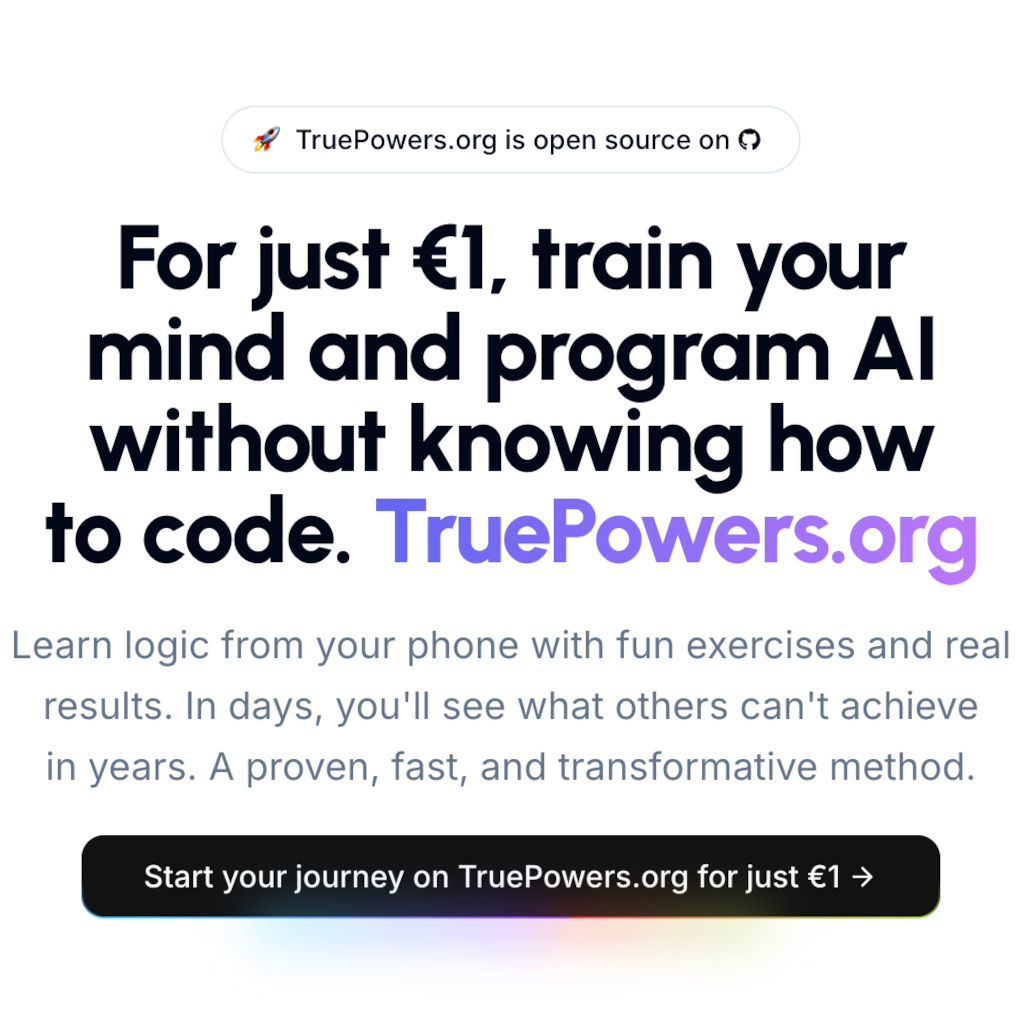 🚀 TruePowers.org is open source on
For just €1, train your
mind and program AI
without knowing how
to code. TruePowers.org
Learn logic from your phone with fun exercises and real
results. In days, you'll see what others can't achieve
in years. A proven, fast, and transformative method.
Start your journey on TruePowers.org for just €1 →